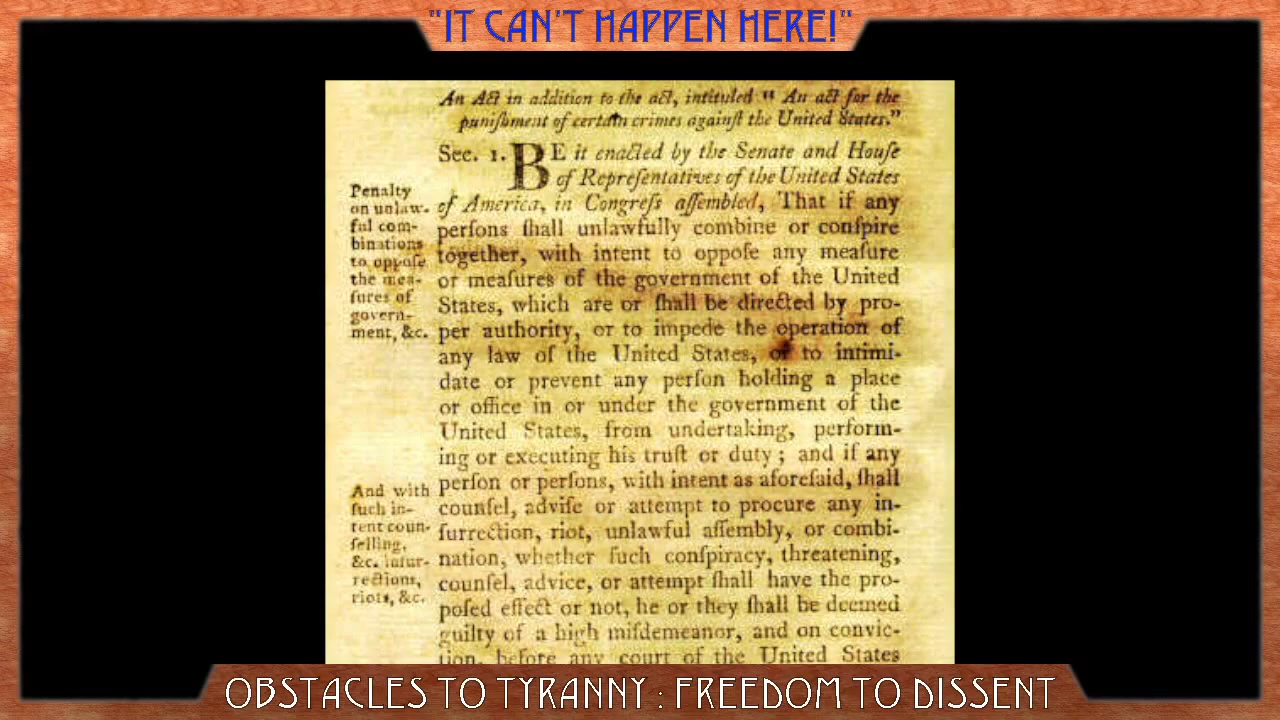 "IT CAN'T HAPPEN HERE!"
An Act in addition to the act, intituled " An act for the
puniſhment of certain crimes againſt the United States."
Sec. 1. BE it enacted by the Senate and Houſe
of Repreſentatives of the United States
of America, in Congreſs aſſembled, That if any
perſons ſhall unlawfully combine or conſpire
together, with intent to oppoſe any meaſure
or meaſures of the government of the United
States, which are or ſhall be directed by pro-
per authority, or to impede the operation of
any law of the United States, or to intimi-
date or prevent any perſon holding a place
or office in or under the government of the
United States, from undertaking, perform-
ing or executing his truſt or duty ; and if any
perſon or perſons, with intent as aforeſaid, ſhall
counſel, adviſe or attempt to procure any in-
ſurrection, riot, unlawful aſſembly, or combi-
nation, whether ſuch conſpiracy, threatening,
counſel, advice, or attempt ſhall have the pro-
poſed effect or not, he or they ſhall be deemed
guilty of a high miſdemeanor, and on convic-
tion, before any court of the United States
Penalty
on unlaw-
ful com-
binations
to oppoſe
the mea-
ſures of
govern-
ment, &c.
And with
ſuch in-
tent coun-
ſelling,
&c. inſur-
rections,
riots, &c.
OBSTACLES TO TYRANNY : FREEDOM TO DISSENT